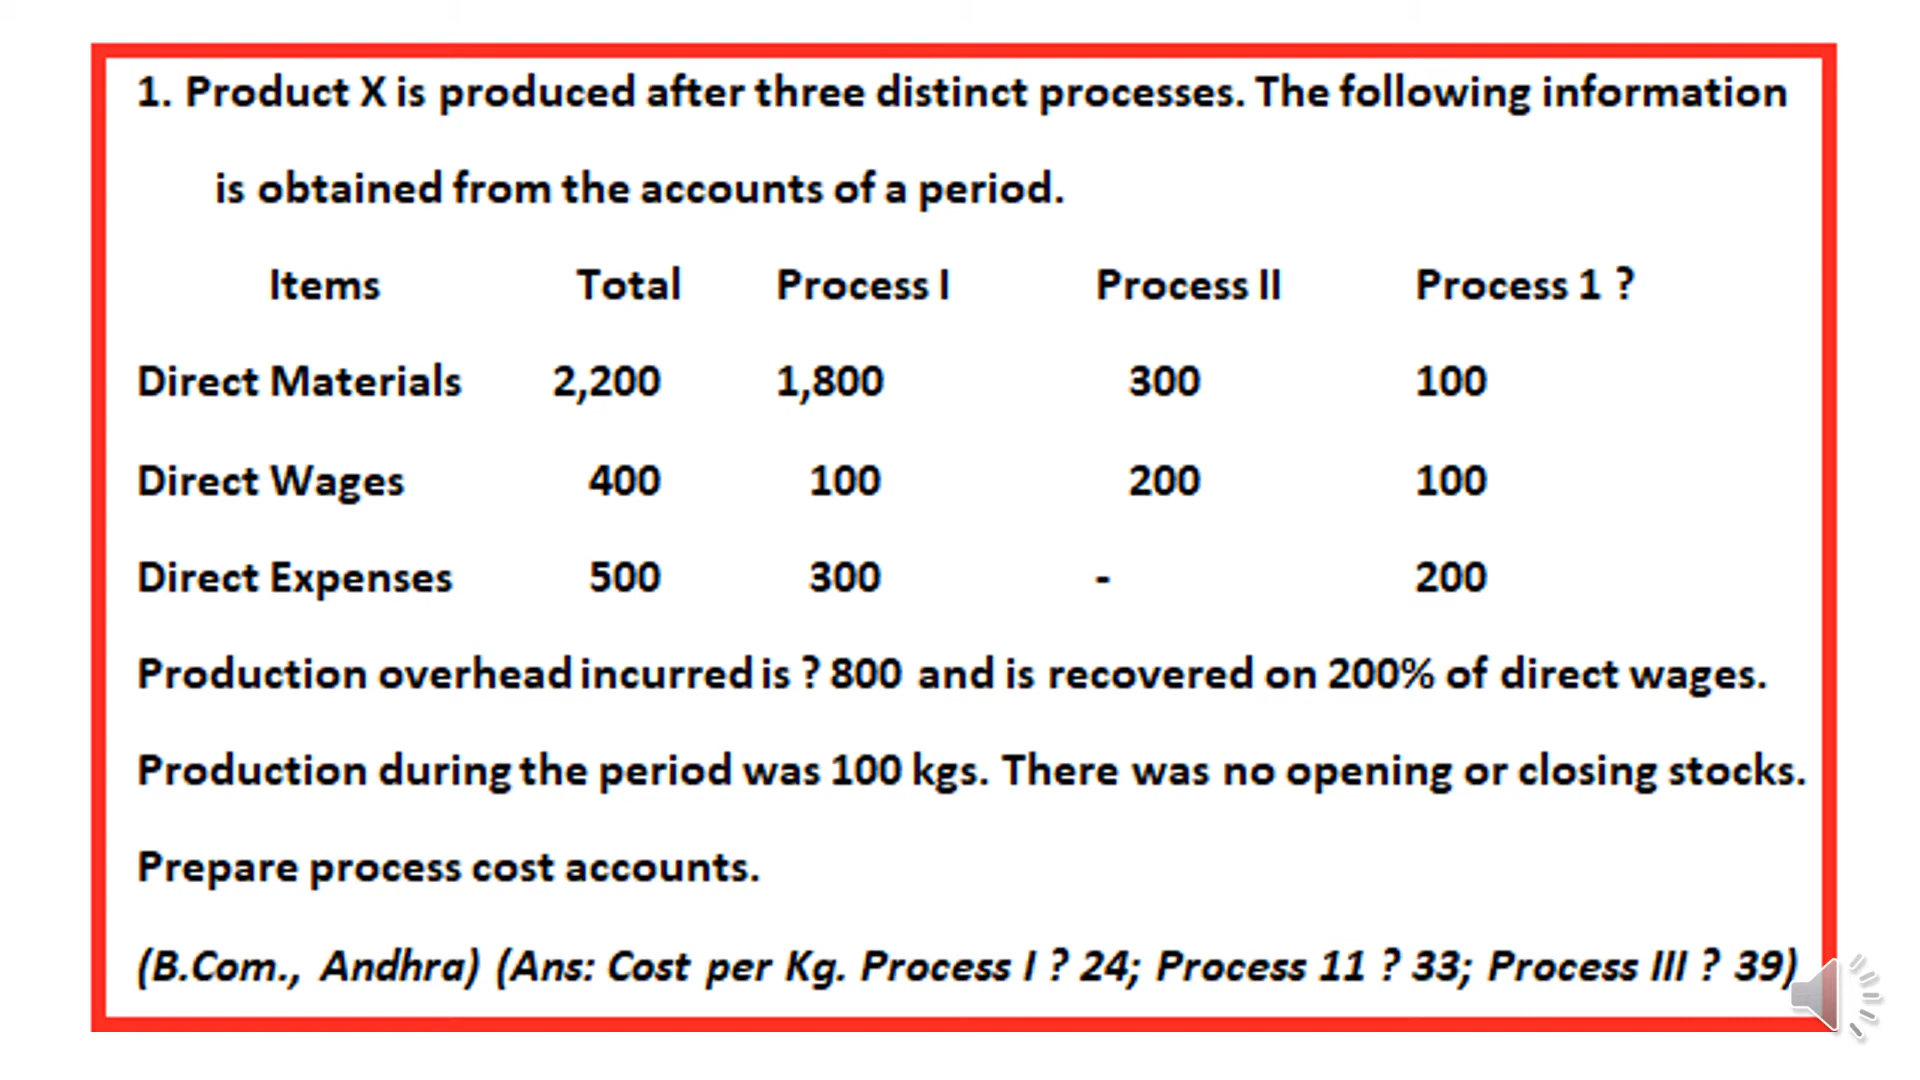 1. Product X is produced after three distinct processes. The following information
is obtained from the accounts of a period.
Items Total Process I Process II Process 1 ?
Direct Materials 2,200 1,800 300 100
Direct Wages 400 100 200 100
Direct Expenses 500 300 - 200
Production overhead incurred is ? 800 and is recovered on 200% of direct wages.
Production during the period was 100 kgs. There was no opening or closing stocks.
Prepare process cost accounts.
(B.Com., Andhra) (Ans: Cost per Kg. Process I ? 24; Process 11 ? 33; Process III ? 39)